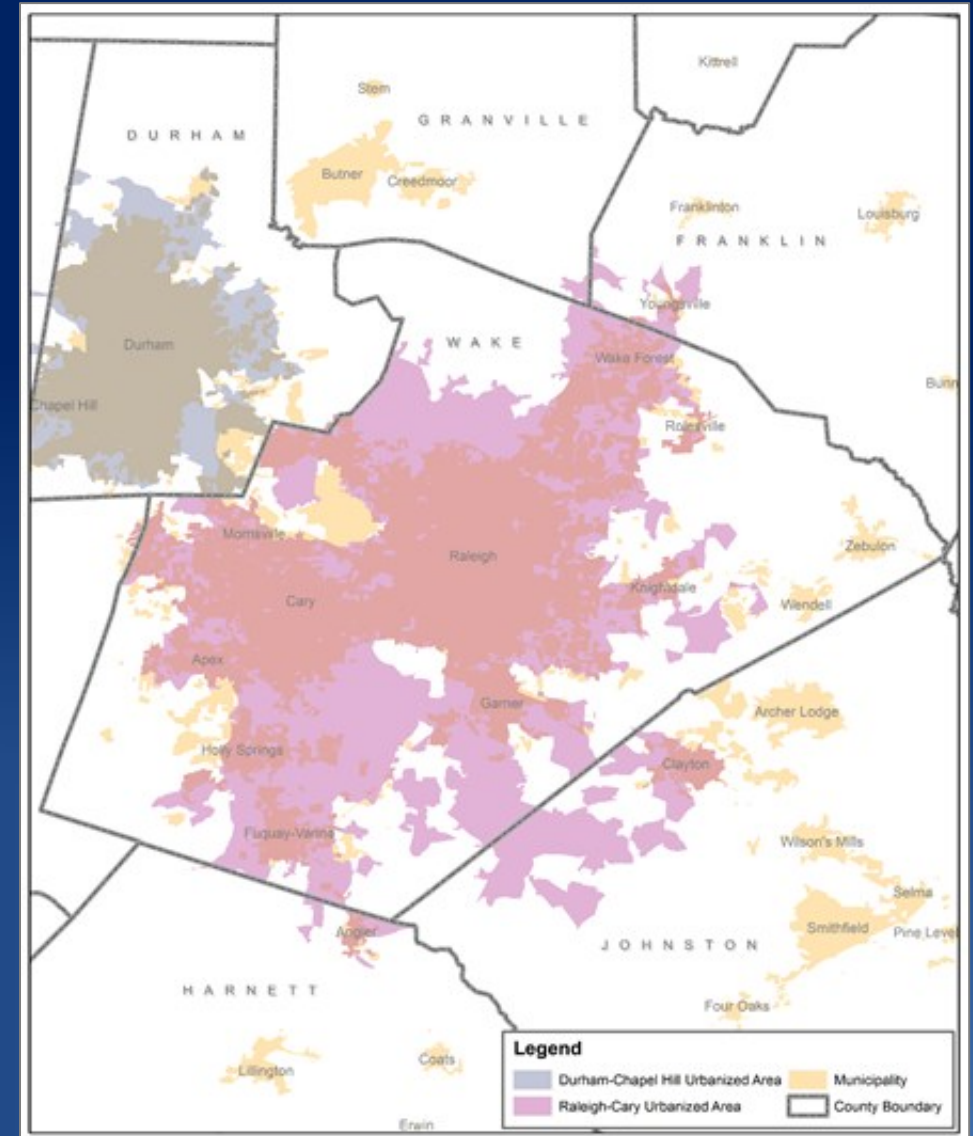 Kittrell
Stem
GRANVILLE
DURHAM
Butner
Creedmoor
Franklinton
Louisburg
FRANKLIN
Youngsville
Durham
WAKE
Wake Forest
Bunn
Chapel Hill
Rolesville
Morrisville
Raleigh
Zebulon
Cary
Knightdale
Wendell
Apex
Garner
Archer Lodge
Holly Springs
Clayton
Fuquay-Varina
Wilson's Mills
Selma
Angier
Smithfield
Pine Level
JOHNSTON
HARNETT
Four Oaks
Lillington
Coats
Erwin
Legend
Durham-Chapel Hill Urbanized Area
Municipality
Raleigh-Cary Urbanized Area
County Boundary